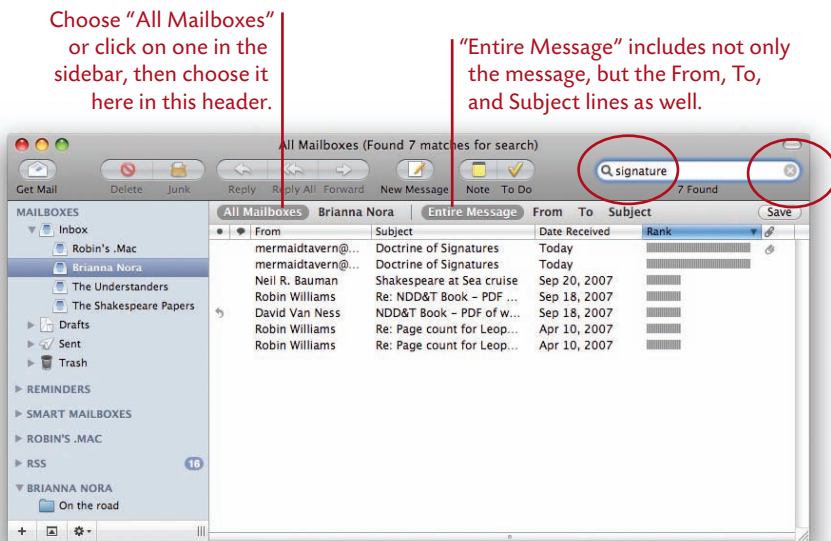 Choose “All Mailboxes”
or click on one in the
sidebar, then choose it
here in this header.
“Entire Message” includes not only
the message, but the From, To,
and Subject lines as well.
All Mailboxes (Found 7 matches for search)
signature
Get Mail Delete Junk Reply Reply All Forward New Message Note To Do 7 Found
MAILBOXES
All Mailboxes Brianna Nora Entire Message From To Subject Save
Inbox
From Subject Date Received Rank
Robin's .Mac
mermaidtavern@... Doctrine of Signatures Today
Brianna Nora
mermaidtavern@... Doctrine of Signatures Today
The Understanders
Neil R. Bauman Shakespeare at Sea cruise Sep 20, 2007
The Shakespeare Papers
Robin Williams Re: NDD&T Book – PDF ... Sep 18, 2007
Drafts
David Van Ness NDD&T Book – PDF of w... Sep 18, 2007
Sent
Robin Williams Re: Page count for Leop... Apr 10, 2007
Trash
Robin Williams Re: Page count for Leop... Apr 10, 2007
REMINDERS
SMART MAILBOXES
ROBIN'S .MAC
RSS 16
BRIANNA NORA
On the road